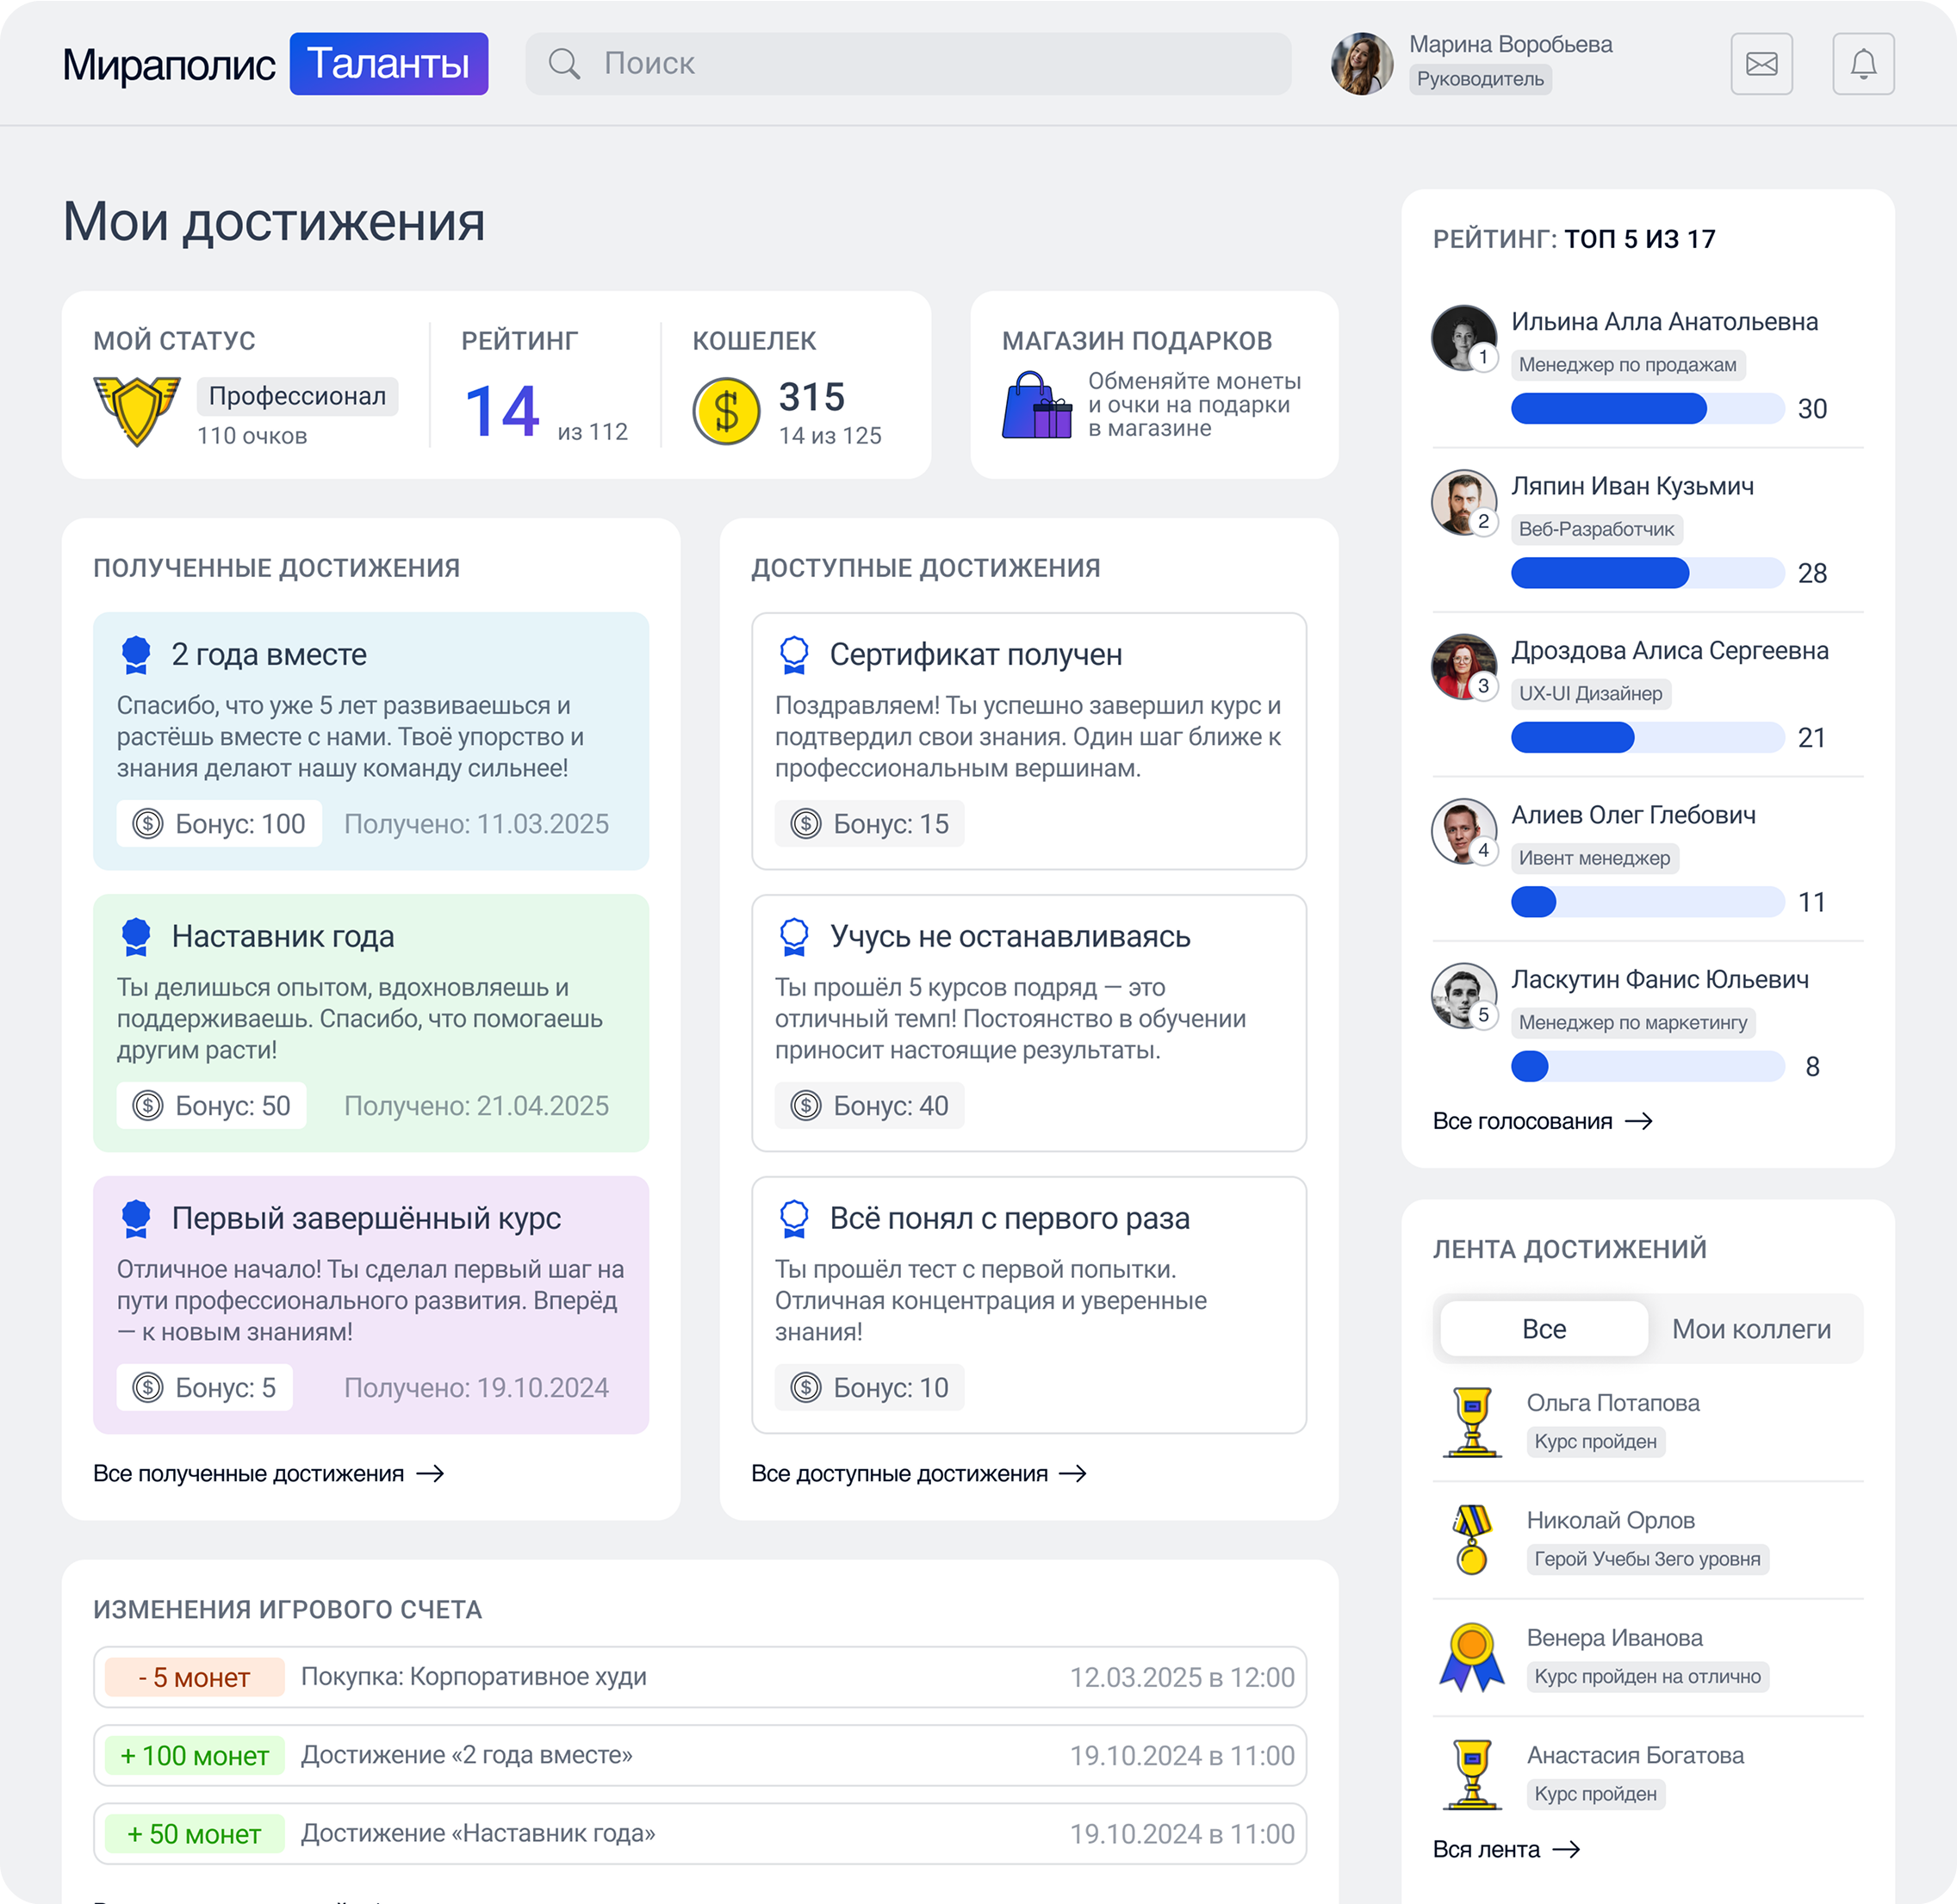 Мираполис Таланты
Поиск
Марина Воробьева
Руководитель
Мои достижения
МОЙ СТАТУС
Профессионал
110 очков
РЕЙТИНГ
14 из 112
КОШЕЛЕК
$
315
14 из 125
МАГАЗИН ПОДАРКОВ
Обменяйте монеты
и очки на подарки
в магазине
ПОЛУЧЕННЫЕ ДОСТИЖЕНИЯ
2 года вместе
Спасибо, что уже 5 лет развиваешься и
растёшь вместе с нами. Твоё упорство и
знания делают нашу команду сильнее!
$ Бонус: 100 Получено: 11.03.2025
Наставник года
Ты делишься опытом, вдохновляешь и
поддерживаешь. Спасибо, что помогаешь
другим расти!
$ Бонус: 50 Получено: 21.04.2025
Первый завершённый курс
Отличное начало! Ты сделал первый шаг на
пути профессионального развития. Вперёд
— к новым знаниям!
$ Бонус: 5 Получено: 19.10.2024
Все полученные достижения
ДОСТУПНЫЕ ДОСТИЖЕНИЯ
Сертификат получен
Поздравляем! Ты успешно завершил курс и
подтвердил свои знания. Один шаг ближе к
профессиональным вершинам.
$ Бонус: 15
Учусь не останавливаясь
Ты прошёл 5 курсов подряд — это
отличный темп! Постоянство в обучении
приносит настоящие результаты.
$ Бонус: 40
Всё понял с первого раза
Ты прошёл тест с первой попытки.
Отличная концентрация и уверенные
знания!
$ Бонус: 10
Все доступные достижения
ИЗМЕНЕНИЯ ИГРОВОГО СЧЕТА
- 5 монет Покупка: Корпоративное худи 12.03.2025 в 12:00
+ 100 монет Достижение «2 года вместе» 19.10.2024 в 11:00
+ 50 монет Достижение «Наставник года» 19.10.2024 в 11:00
РЕЙТИНГ: ТОП 5 ИЗ 17
Ильина Алла Анатольевна
1
Менеджер по продажам
30
Ляпин Иван Кузьмич
2
Веб-Разработчик
28
Дроздова Алиса Сергеевна
3
UX-UI Дизайнер
21
Алиев Олег Глебович
4
Ивент менеджер
11
Ласкутин Фанис Юльевич
5
Менеджер по маркетингу
8
Все голосования
ЛЕНТА ДОСТИЖЕНИЙ
Все Мои коллеги
Ольга Потапова
Курс пройден
Николай Орлов
Герой Учебы 3его уровня
Венера Иванова
Курс пройден на отлично
Анастасия Богатова
Курс пройден
Вся лента